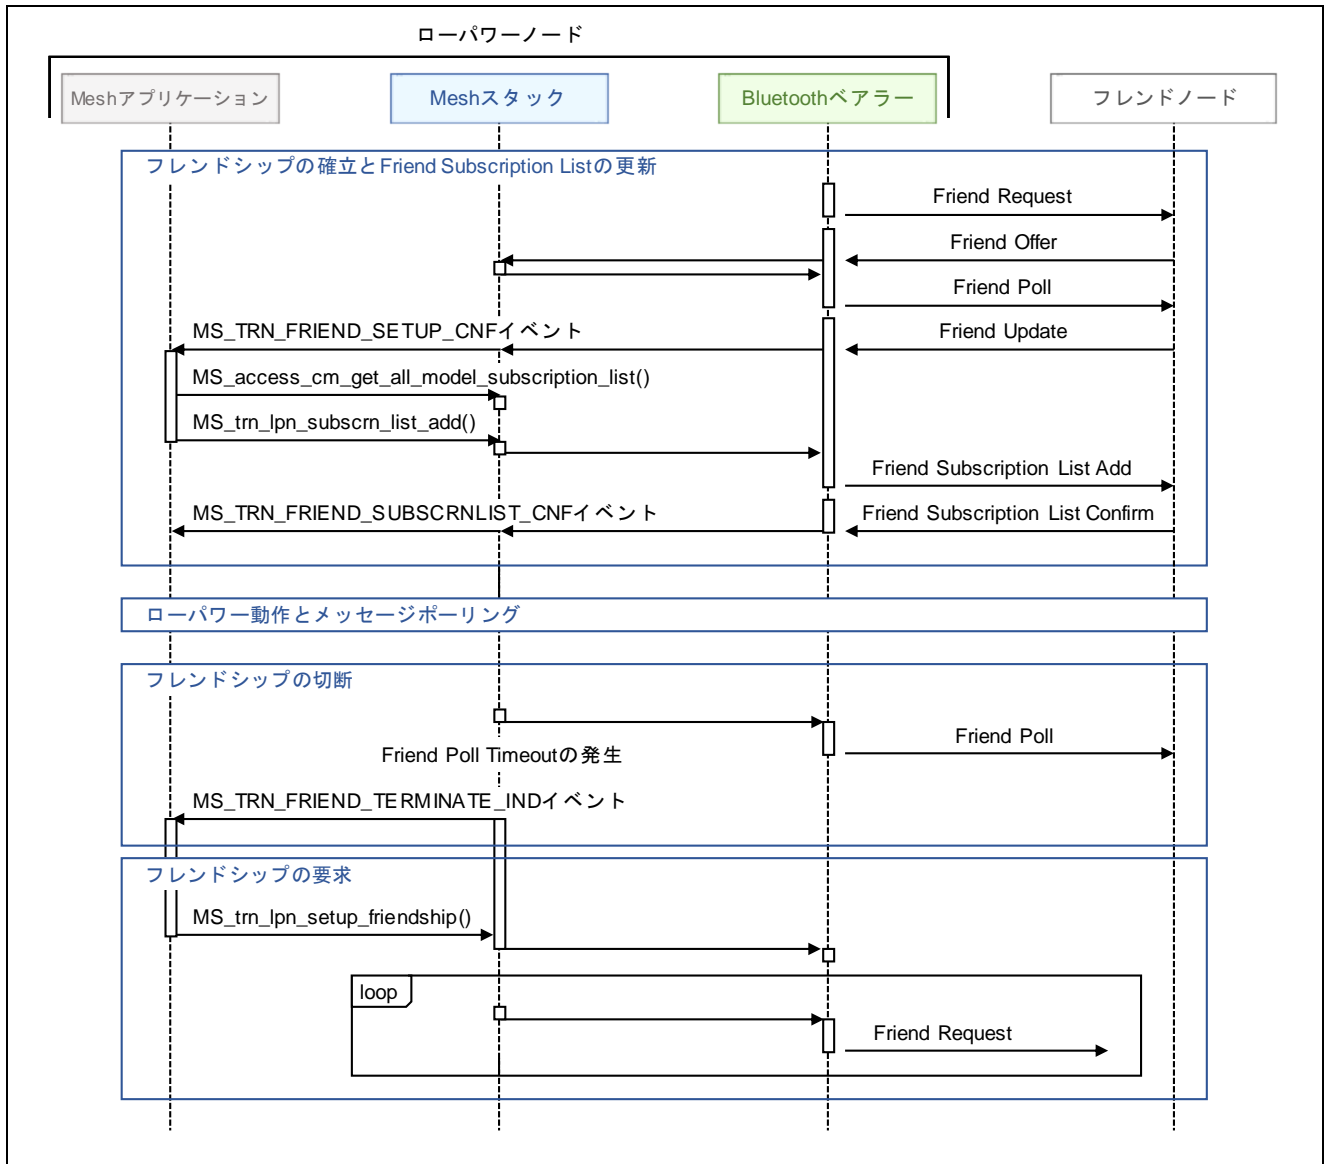 ローパワーノード
Meshアプリケーション
Meshスタック
Bluetoothベアラー
フレンドノード
フレンドシップの確立とFriend Subscription Listの更新
Friend Request
Friend Offer
Friend Poll
MS_TRN_FRIEND_SETUP_CNFイベント
Friend Update
MS_access_cm_get_all_model_subscription_list()
MS_trn_lpn_subscrn_list_add()
Friend Subscription List Add
MS_TRN_FRIEND_SUBSCRNLIST_CNFイベント
Friend Subscription List Confirm
ローパワー動作とメッセージポーリング
フレンドシップの切断
Friend Poll
Friend Poll Timeoutの発生
MS_TRN_FRIEND_TERMINATE_INDイベント
フレンドシップの要求
MS_trn_lpn_setup_friendship()
loop
Friend Request